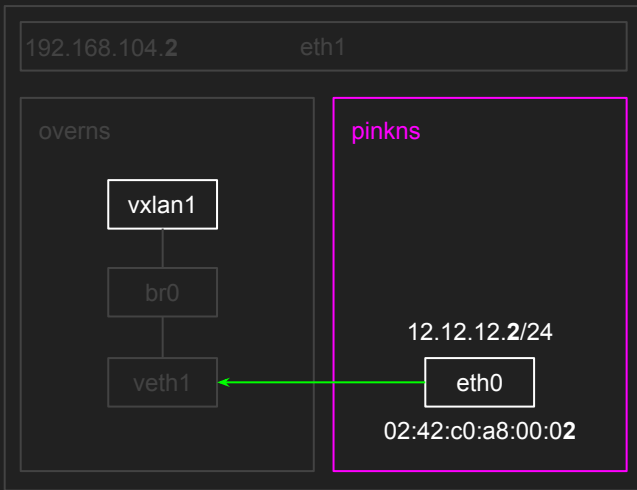 192.168.104.2 eth1
overns
pinkns
vxlan1
br0
12.12.12.2/24
veth1
eth0
02:42:c0:a8:00:02